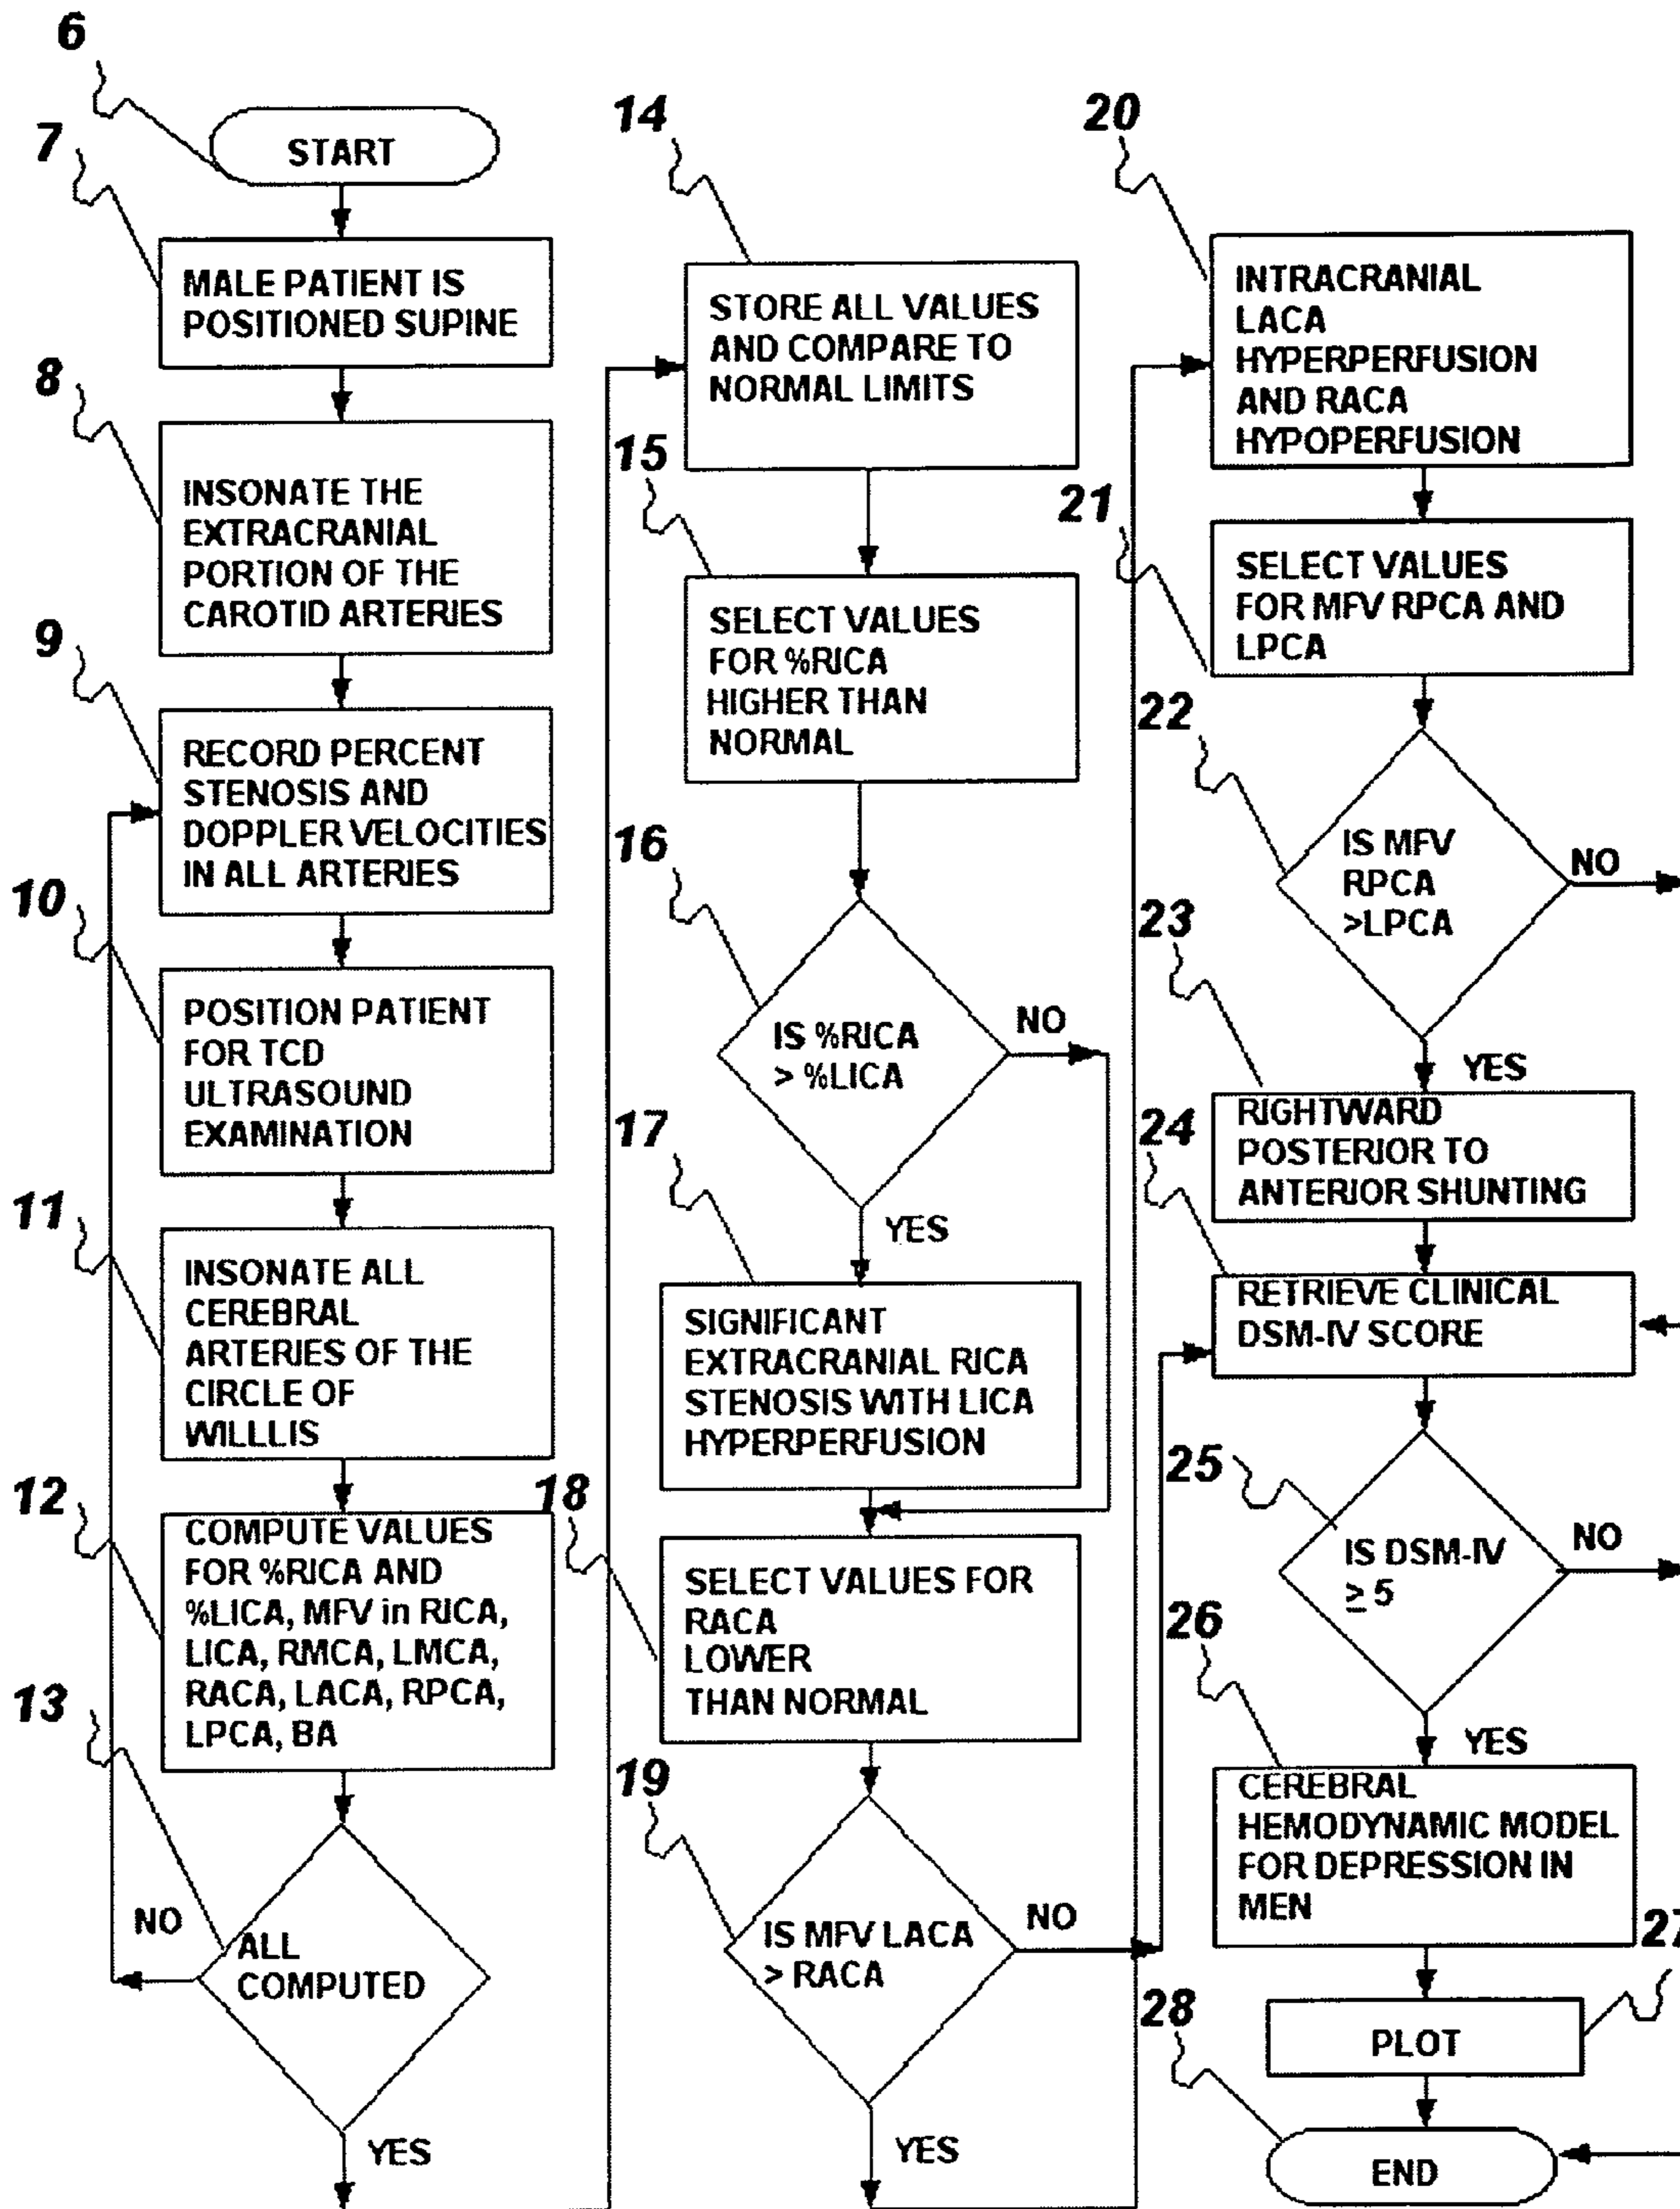 6
START
7
MALE PATIENT IS
POSITIONED SUPINE
8
INSONATE THE
EXTRACRANIAL
PORTION OF THE
CAROTID ARTERIES
9
RECORD PERCENT
STENOSIS AND
DOPPLER VELOCITIES
IN ALL ARTERIES
10
POSITION PATIENT
FOR TCD
ULTRASOUND
EXAMINATION
11
INSONATE ALL
CEREBRAL
ARTERIES OF THE
CIRCLE OF
WILLLIS
12
COMPUTE VALUES
FOR %RICA AND
%LICA, MFV in RICA,
LICA, RMCA, LMCA,
RACA, LACA, RPCA,
LPCA, BA
13
NO
ALL
COMPUTED
YES
14
STORE ALL VALUES
AND COMPARE TO
NORMAL LIMITS
15
SELECT VALUES
FOR %RICA
HIGHER THAN
NORMAL
16
IS %RICA
> %LICA
NO
YES
17
SIGNIFICANT
EXTRACRANIAL RICA
STENOSIS WITH LICA
HYPERPERFUSION
18
SELECT VALUES FOR
RACA
LOWER
THAN NORMAL
19
IS MFV LACA
> RACA
NO
YES
20
INTRACRANIAL
LACA
HYPERPERFUSION
AND RACA
HYPOPERFUSION
21
SELECT VALUES
FOR MFV RPCA AND
LPCA
22
IS MFV
RPCA
>LPCA
NO
YES
23
RIGHTWARD
POSTERIOR TO
ANTERIOR SHUNTING
24
RETRIEVE CLINICAL
DSM-IV SCORE
25
IS DSM-IV
≥ 5
NO
YES
26
CEREBRAL
HEMODYNAMIC MODEL
FOR DEPRESSION IN
MEN
27
PLOT
28
END